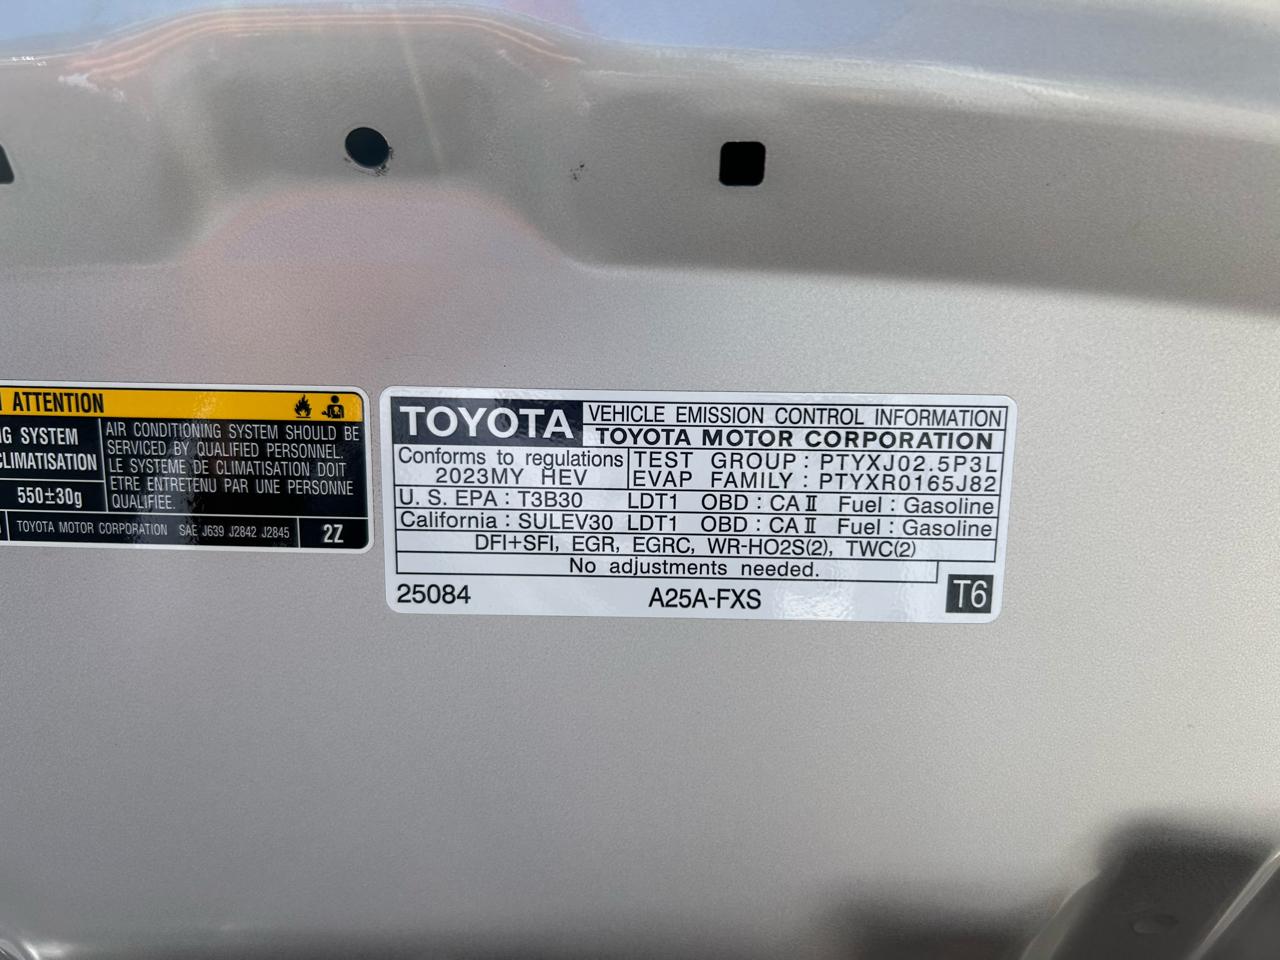 ATTENTION
G SYSTEM
CLIMATISATION
550±30g
AIR CONDITIONING SYSTEM SHOULD BE
SERVICED BY QUALIFIED PERSONNEL.
LE SYSTEME DE CLIMATISATION DOIT
ETRE ENTRETENU PAR UNE PERSONNE
QUALIFIEE.
TOYOTA MOTOR CORPORATION SAE J639 J2842 J2845
2Z
TOYOTA
VEHICLE EMISSION CONTROL INFORMATION
TOYOTA MOTOR CORPORATION
Conforms to regulations
2023MY HEV
TEST GROUP : PTYXJ02.5P3L
EVAP FAMILY : PTYXR0165J82
U. S. EPA : T3B30 LDT1 OBD : CAⅡ Fuel : Gasoline
California : SULEV30 LDT1 OBD : CAⅡ Fuel : Gasoline
DFI+SFI, EGR, EGRC, WR-HO2S(2), TWC(2)
No adjustments needed.
25084 A25A-FXS T6